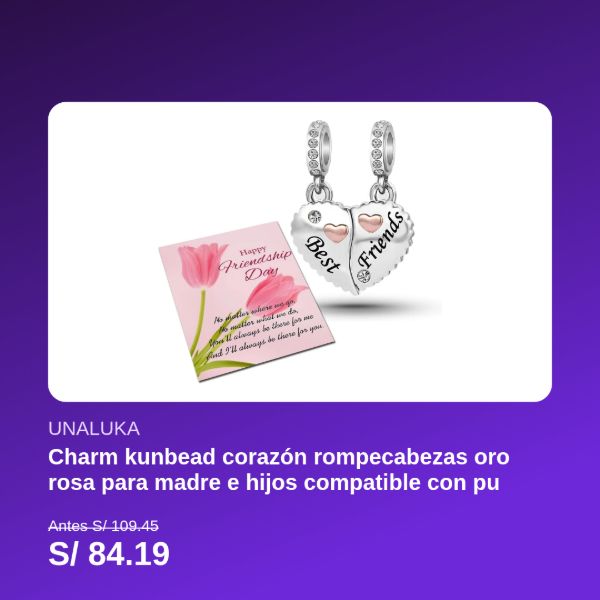 Best
Friends
Happy
Friendship
Day
No matter where we go,
No matter what we do,
You'll always be there for me
And I'll always be there for you.
UNALUKA
Charm kunbead corazón rompecabezas oro
rosa para madre e hijos compatible con pu
Antes S/ 109.45
S/ 84.19